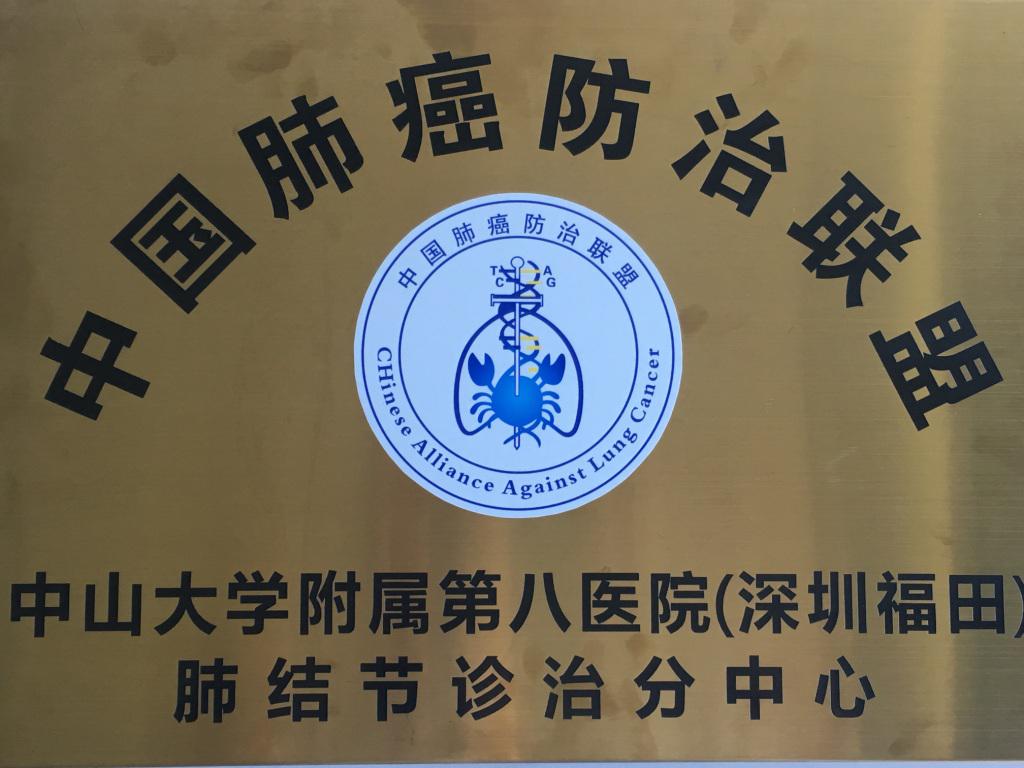 中国肺癌防治联盟
中国肺癌防治联盟
T A
C G
CHinese Alliance Against Lung Cancer
中山大学附属第八医院(深圳福田)
肺结节诊治分中心